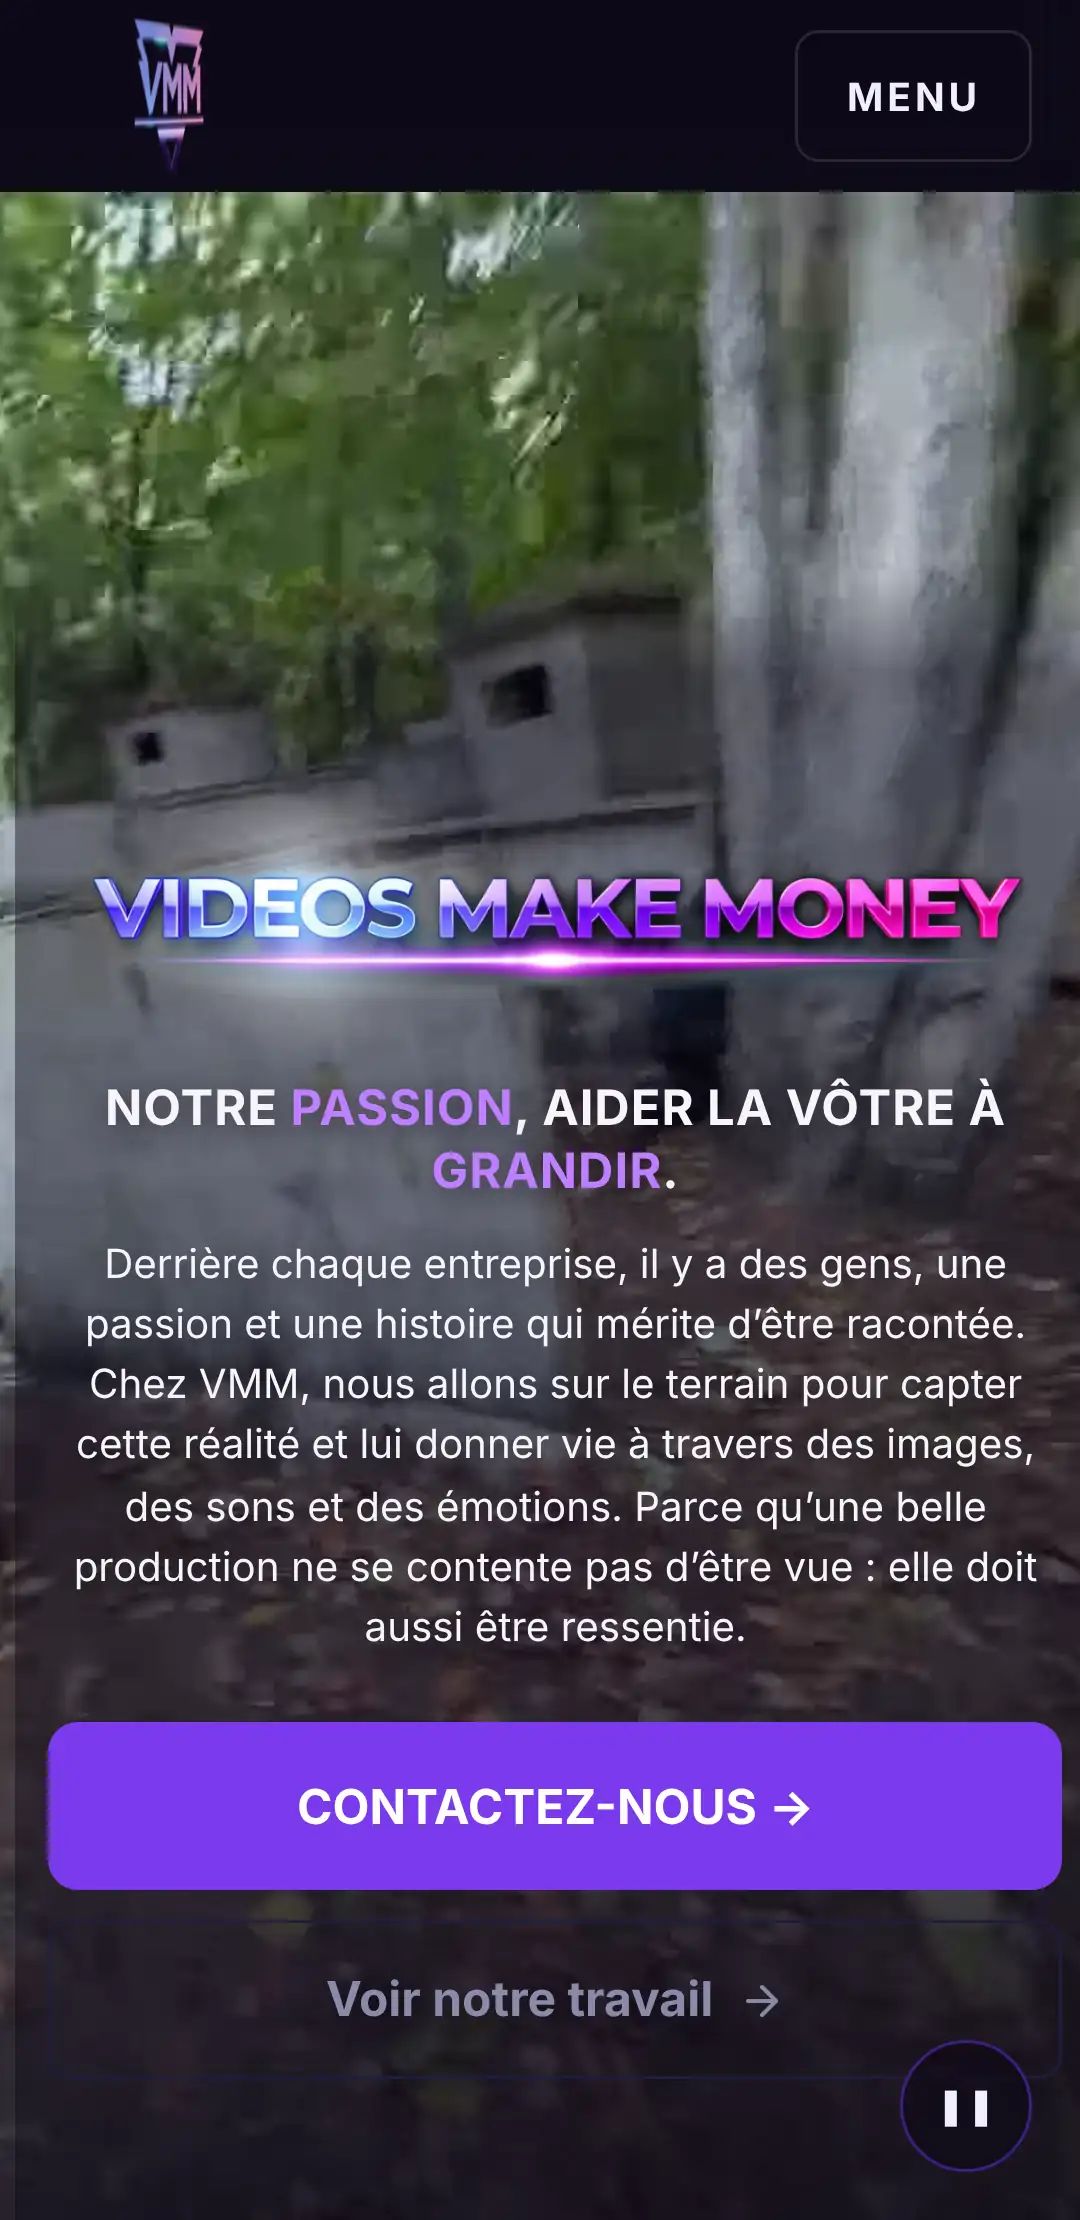 VMM
MENU
VIDEOS MAKE MONEY
NOTRE PASSION, AIDER LA VÔTRE À
GRANDIR.
Derrière chaque entreprise, il y a des gens, une
passion et une histoire qui mérite d’être racontée.
Chez VMM, nous allons sur le terrain pour capter
cette réalité et lui donner vie à travers des images,
des sons et des émotions. Parce qu’une belle
production ne se contente pas d’être vue : elle doit
aussi être ressentie.
CONTACTEZ-NOUS →
Voir notre travail →